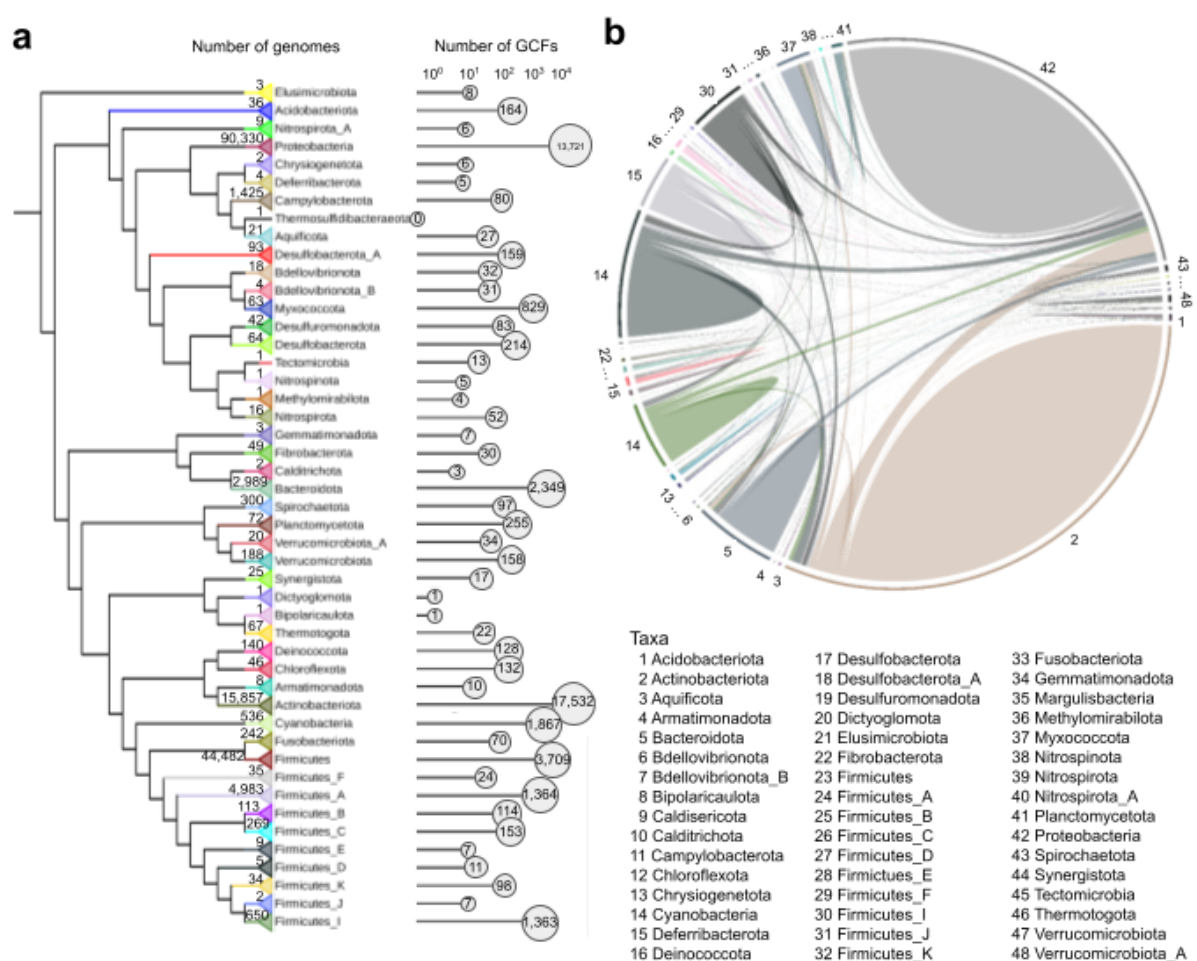 a
Number of genomes
Number of GCFs
10⁰ 10¹ 10² 10³ 10⁴
3 Elusimicrobiota 8
36 Acidobacteriota 164
9 Nitrospirota_A 6
90,330 Proteobacteria 13,721
2 Chrysiogenetota 6
4 Deferribacterota 5
1,425 Campylobacterota 80
1 Thermosulfidibacteraeota 0
21 Aquificota 27
93 Desulfobacterota_A 159
18 Bdellovibrionota 32
4 Bdellovibrionota_B 31
63 Myxococcota 829
42 Desulfuromonadota 83
64 Desulfobacterota 214
1 Tectomicrobia 13
1 Nitrospinota 5
1 Methylomirabilota 4
16 Nitrospirota 52
3 Gemmatimonadota 7
49 Fibrobacterota 30
2 Calditrichota 3
2,989 Bacteroidota 2,349
300 Spirochaetota 97
72 Planctomycetota 255
20 Verrucomicrobiota_A 34
188 Verrucomicrobiota 158
25 Synergistota 17
1 Dictyoglomota 1
1 Bipolaricaulota 1
67 Thermotogota 22
140 Deinococcota 128
46 Chloroflexota 132
8 Armatimonadota 10
15,857 Actinobacteriota 17,532
536 Cyanobacteria 1,867
242 Fusobacteriota 70
44,482 Firmicutes 3,709
35 Firmicutes_F 24
4,983 Firmicutes_A 1,364
113 Firmicutes_B 114
269 Firmicutes_C 153
9 Firmicutes_E 7
5 Firmicutes_D 11
34 Firmicutes_K 98
2 Firmicutes_J 7
650 Firmicutes_I 1,363
b
42
43 ... 48
1
2
3
4
5
13 ... 6
14
22 ... 15
14
15
16 ... 29
30
31 ... 36
37
38 ... 41
Taxa
1 Acidobacteriota
2 Actinobacteriota
3 Aquificota
4 Armatimonadota
5 Bacteroidota
6 Bdellovibrionota
7 Bdellovibrionota_B
8 Bipolaricaulota
9 Caldisericota
10 Calditrichota
11 Campylobacterota
12 Chloroflexota
13 Chrysiogenetota
14 Cyanobacteria
15 Deferribacterota
16 Deinococcota
17 Desulfobacterota
18 Desulfobacterota_A
19 Desulfuromonadota
20 Dictyoglomota
21 Elusimicrobiota
22 Fibrobacterota
23 Firmicutes
24 Firmicutes_A
25 Firmicutes_B
26 Firmicutes_C
27 Firmicutes_D
28 Firmictues_E
29 Firmicutes_F
30 Firmicutes_I
31 Firmicutes_J
32 Firmicutes_K
33 Fusobacteriota
34 Gemmatimonadota
35 Margulisbacteria
36 Methylomirabilota
37 Myxococcota
38 Nitrospinota
39 Nitrospirota
40 Nitrospirota_A
41 Planctomycetota
42 Proteobacteria
43 Spirochaetota
44 Synergistota
45 Tectomicrobia
46 Thermotogota
47 Verrucomicrobiota
48 Verrucomicrobiota_A